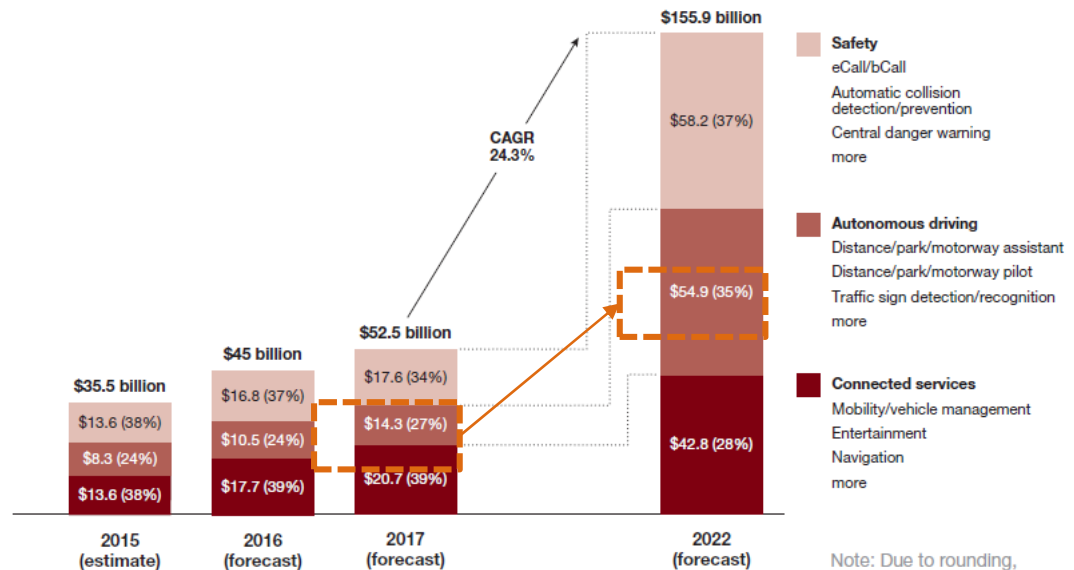 $155.9 billion
$58.2 (37%)
$54.9 (35%)
$42.8 (28%)
CAGR
24.3%
$52.5 billion
$17.6 (34%)
$14.3 (27%)
$20.7 (39%)
$45 billion
$16.8 (37%)
$10.5 (24%)
$17.7 (39%)
$35.5 billion
$13.6 (38%)
$8.3 (24%)
$13.6 (38%)
2015
(estimate)
2016
(forecast)
2017
(forecast)
2022
(forecast)
Safety
eCall/bCall
Automatic collision
detection/prevention
Central danger warning
more
Autonomous driving
Distance/park/motorway assistant
Distance/park/motorway pilot
Traffic sign detection/recognition
more
Connected services
Mobility/vehicle management
Entertainment
Navigation
more
Note: Due to rounding,